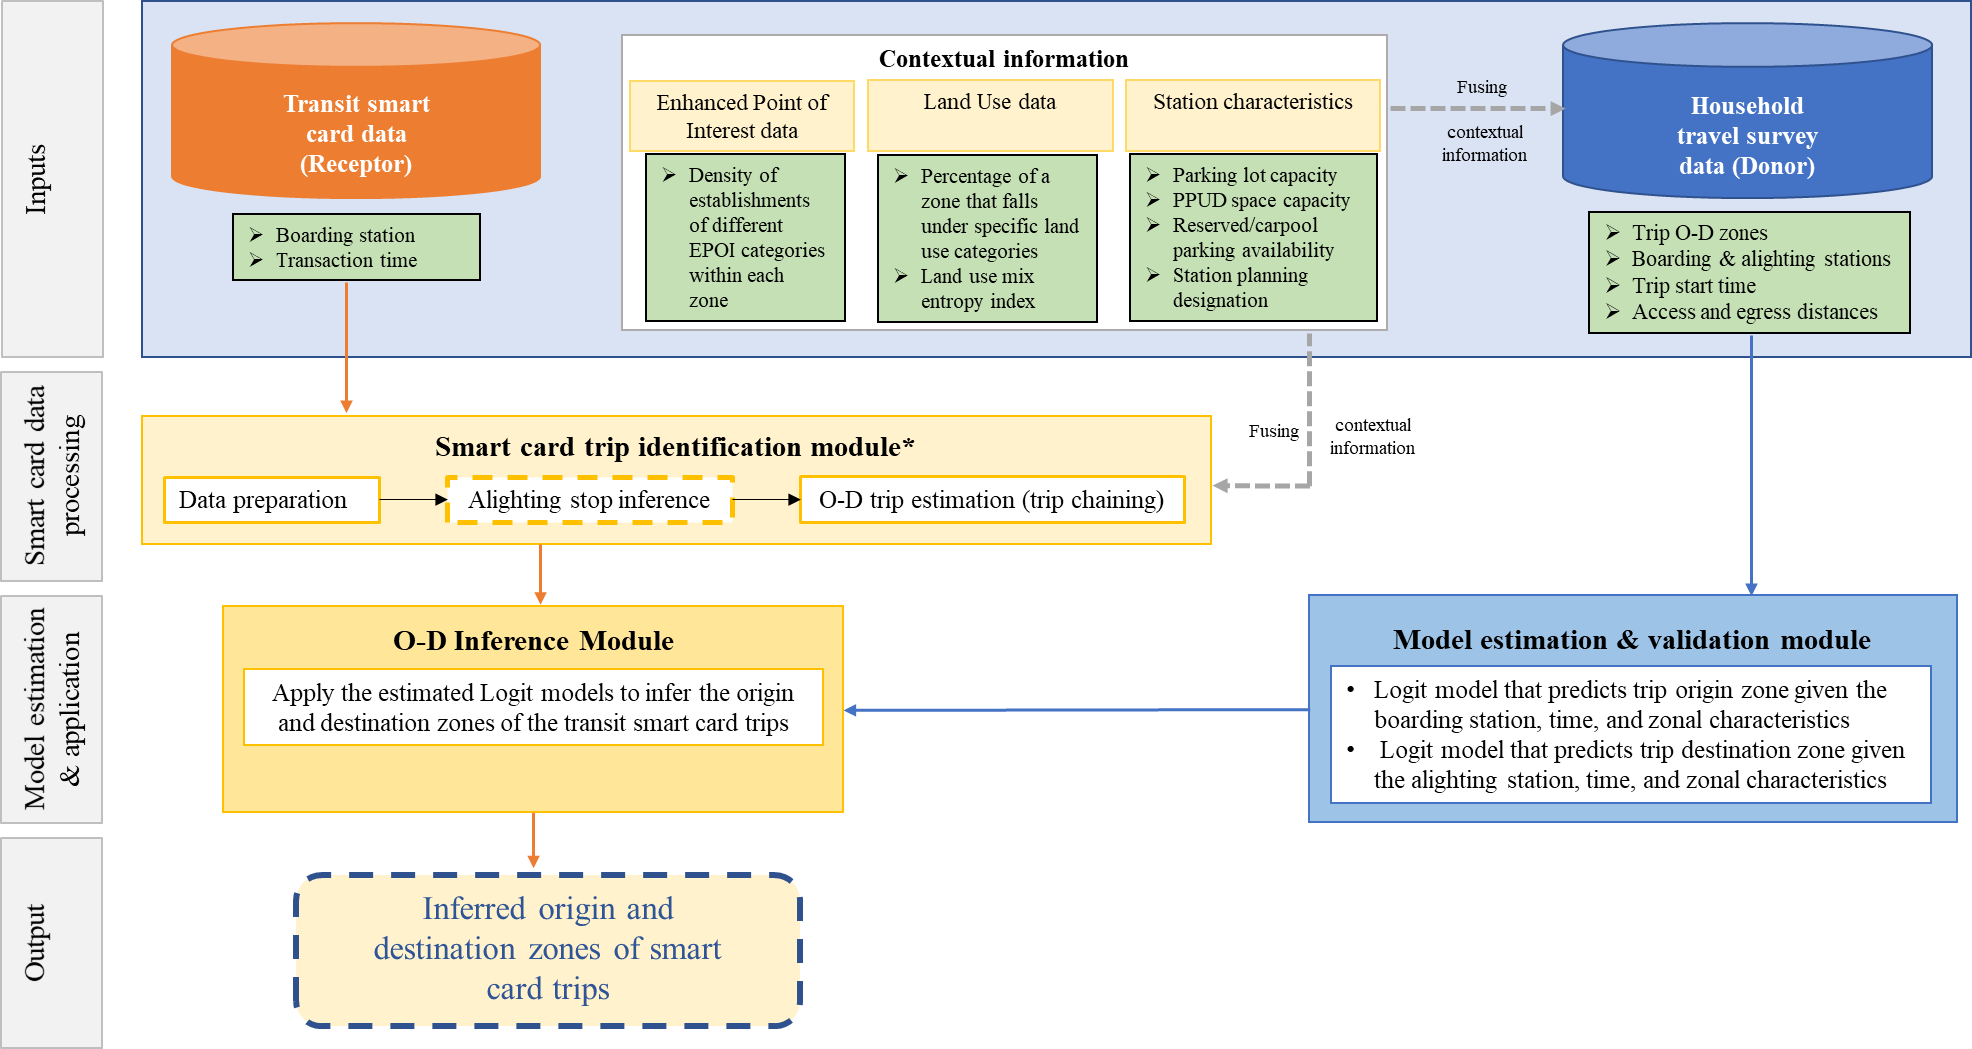 Inputs
Transit smart
card data
(Receptor)
➢ Boarding station
➢ Transaction time
Contextual information
Enhanced Point of
Interest data
➢ Density of
establishments
of different
EPOI categories
within each
zone
Land Use data
➢ Percentage of a
zone that falls
under specific land
use categories
➢ Land use mix
entropy index
Station characteristics
➢ Parking lot capacity
➢ PPUD space capacity
➢ Reserved/carpool
parking availability
➢ Station planning
designation
Fusing
contextual
information
Household
travel survey
data (Donor)
➢ Trip O-D zones
➢ Boarding & alighting stations
➢ Trip start time
➢ Access and egress distances
Smart card data
processing
Smart card trip identification module*
Data preparation
Alighting stop inference
O-D trip estimation (trip chaining)
Fusing
contextual
information
Model estimation
& application
O-D Inference Module
Apply the estimated Logit models to infer the origin
and destination zones of the transit smart card trips
Model estimation & validation module
• Logit model that predicts trip origin zone given the
boarding station, time, and zonal characteristics
• Logit model that predicts trip destination zone given
the alighting station, time, and zonal characteristics
Output
Inferred origin and
destination zones of smart
card trips